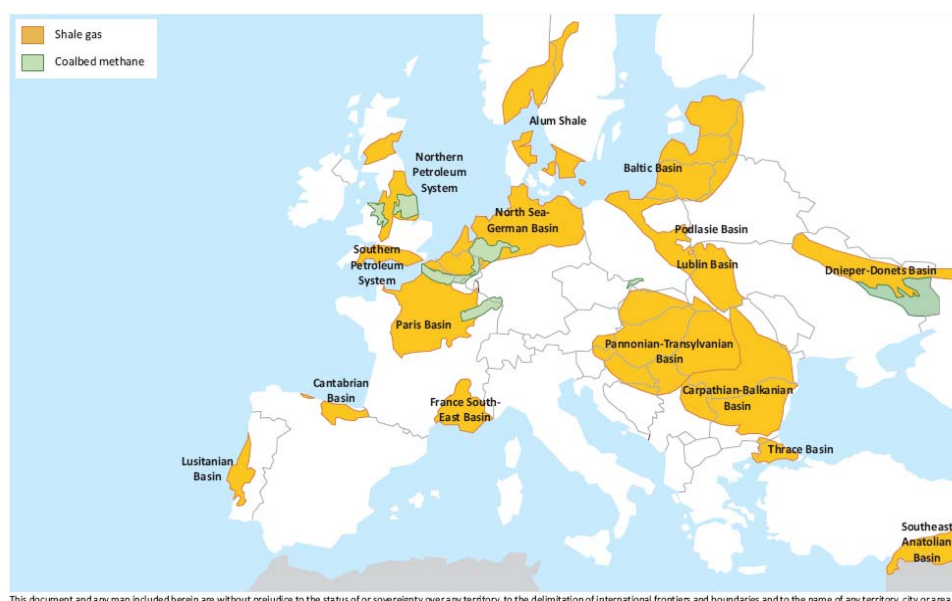 Shale gas
Coalbed methane
Alum Shale
Northern
Petroleum
System
Baltic Basin
North Sea-
German Basin
Podlasie Basin
Southern
Petroleum
System
Lublin Basin
Dnieper-Donets Basin
Paris Basin
Pannonian-Transylvanian
Basin
Cantabrian
Basin
France South-
East Basin
Carpathian-Balkanian
Basin
Lusitanian
Basin
Thrace Basin
Southeast
Anatolian
Basin
This document and any map included herein are without prejudice to the status of or sovereignty over any territory, to the delimitation of international frontiers and boundaries and to the name of any territory, city or area.